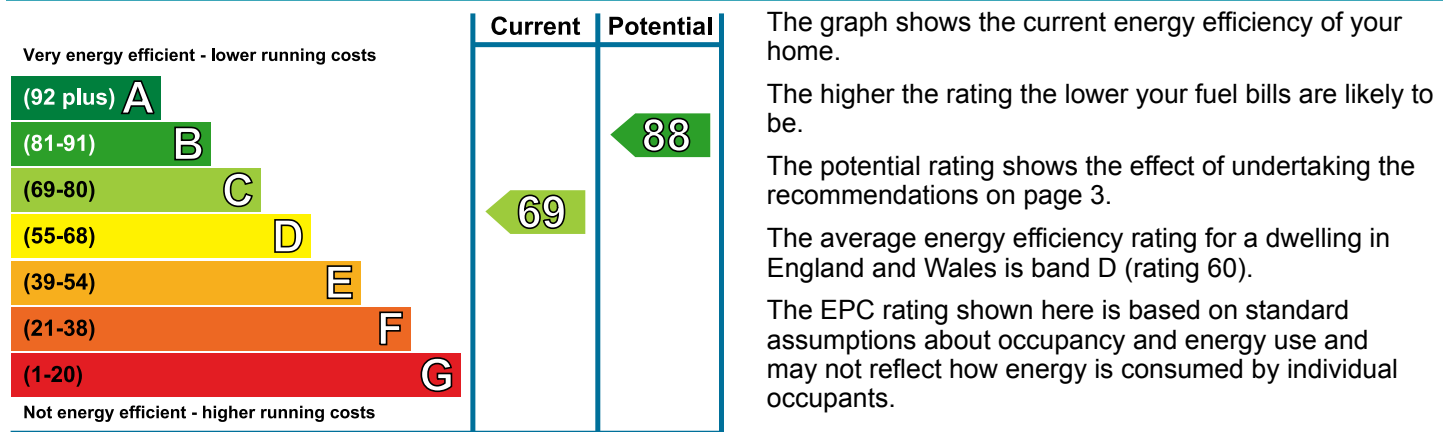 Current Potential
Very energy efficient - lower running costs
(92 plus) A
(81-91) B
88
(69-80) C
69
(55-68) D
(39-54) E
(21-38) F
(1-20) G
Not energy efficient - higher running costs
The graph shows the current energy efficiency of your
home.
The higher the rating the lower your fuel bills are likely to
be.
The potential rating shows the effect of undertaking the
recommendations on page 3.
The average energy efficiency rating for a dwelling in
England and Wales is band D (rating 60).
The EPC rating shown here is based on standard
assumptions about occupancy and energy use and
may not reflect how energy is consumed by individual
occupants.